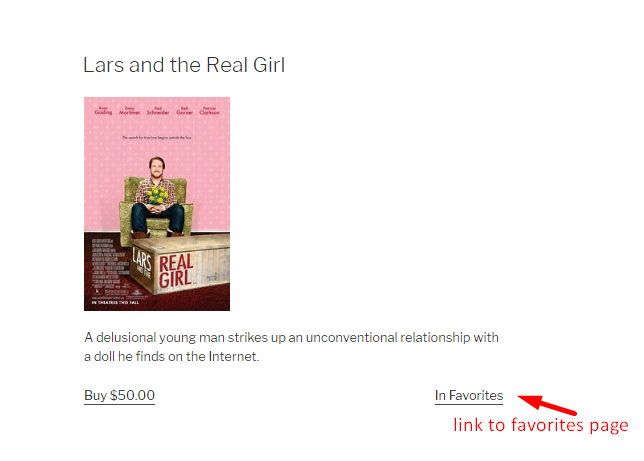 Lars and the Real Girl
Ryan Emily Paul Kelli Patricia
Gosling Mortimer Schneider Garner Clarkson
The search for true love begins outside the box.
LARS
AND THE
REAL
GIRL
IN THEATRES THIS FALL
A delusional young man strikes up an unconventional relationship with
a doll he finds on the Internet.
Buy $50.00
In Favorites
link to favorites page